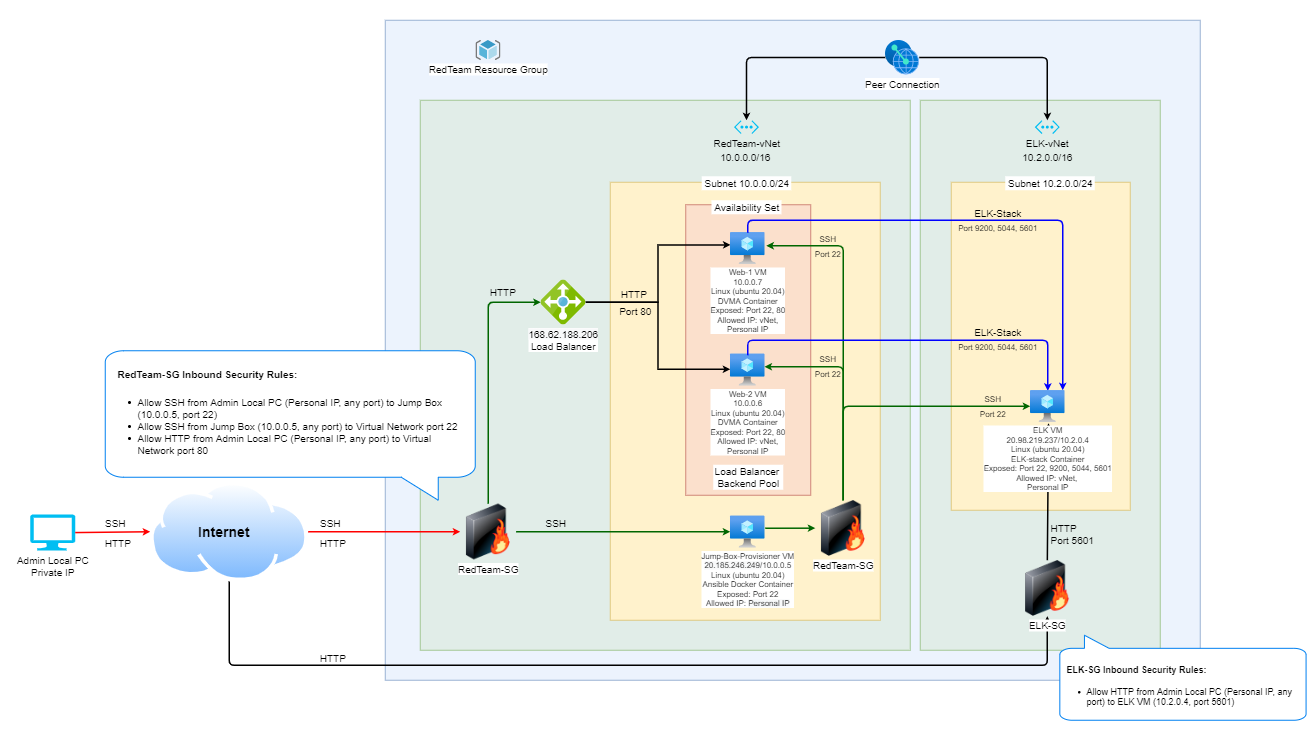 RedTeam Resource Group
Peer Connection
RedTeam-vNet
10.0.0.0/16
ELK-vNet
10.2.0.0/16
Subnet 10.0.0.0/24
Subnet 10.2.0.0/24
Availability Set
ELK-Stack
Port 9200, 5044, 5601
SSH
Port 22
Web-1 VM
10.0.0.7
Linux (ubuntu 20.04)
DVMA Container
Exposed: Port 22, 80
Allowed IP: vNet,
Personal IP
HTTP
HTTP
Port 80
168.62.188.206
Load Balancer
ELK-Stack
Port 9200, 5044, 5601
SSH
Port 22
Web-2 VM
10.0.0.6
Linux (ubuntu 20.04)
DVMA Container
Exposed: Port 22, 80
Allowed IP: vNet,
Personal IP
Load Balancer
Backend Pool
SSH
Port 22
ELK VM
20.98.219.237/10.2.0.4
Linux (ubuntu 20.04)
ELK-stack Container
Exposed: Port 22, 9200, 5044, 5601
Allowed IP: vNet,
Personal IP
RedTeam-SG Inbound Security Rules:
• Allow SSH from Admin Local PC (Personal IP, any port) to Jump Box
(10.0.0.5, port 22)
• Allow SSH from Jump Box (10.0.0.5, any port) to Virtual Network port 22
• Allow HTTP from Admin Local PC (Personal IP, any port) to Virtual
Network port 80
Admin Local PC
Private IP
SSH
HTTP
Internet
SSH
HTTP
RedTeam-SG
SSH
Jump-Box-Provisioner VM
20.185.246.249/10.0.0.5
Linux (ubuntu 20.04)
Ansible Docker Container
Exposed: Port 22
Allowed IP: Personal IP
RedTeam-SG
HTTP
Port 5601
ELK-SG
HTTP
ELK-SG Inbound Security Rules:
• Allow HTTP from Admin Local PC (Personal IP, any
port) to ELK VM (10.2.0.4, port 5601)